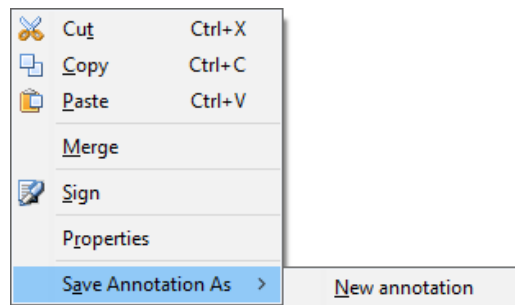 Cut Ctrl+X
Copy Ctrl+C
Paste Ctrl+V
Merge
Sign
Properties
Save Annotation As > New annotation